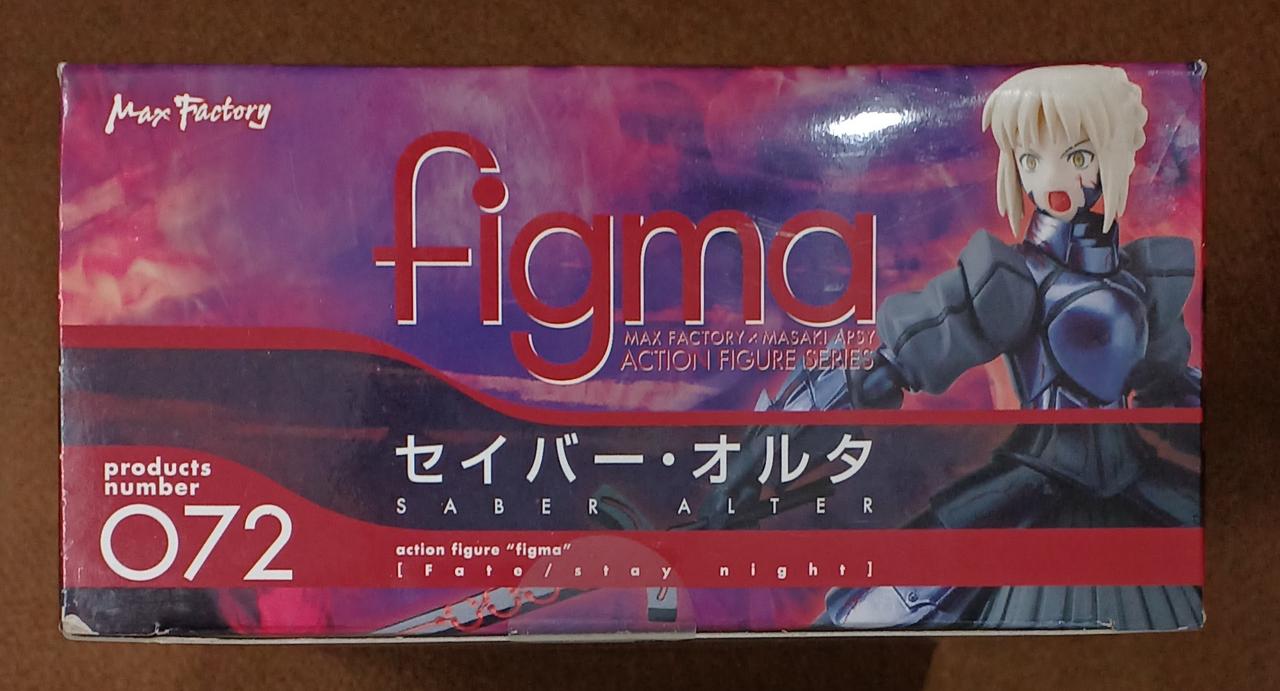 Max Factory
figma
MAX FACTORY × MASAKI APSY
ACTION FIGURE SERIES
セイバー・オルタ
SABER ALTER
products
number
072
action figure "figma"
[Fate/stay night]